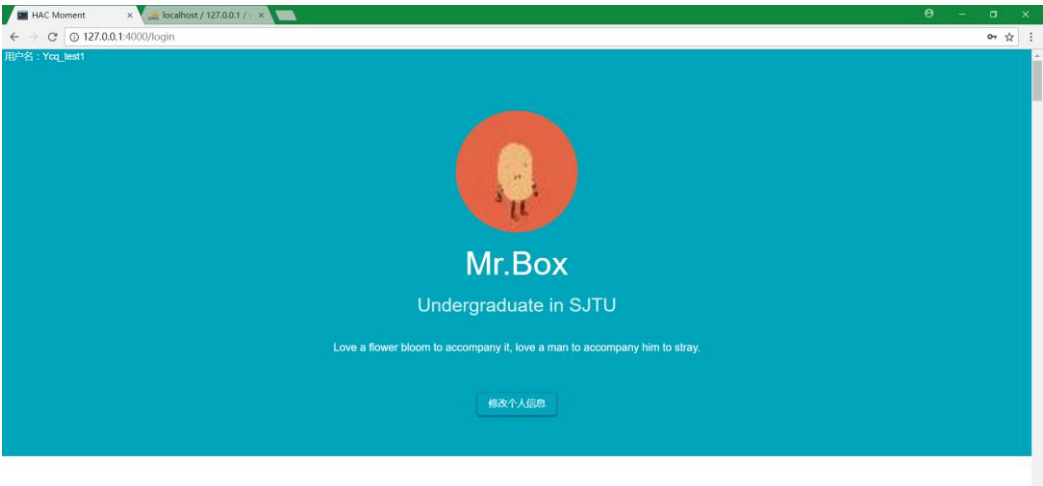 HAC Moment
localhost / 127.0.0.1 /
127.0.0.1:4000/login
用户名：Ycq_test1
Mr.Box
Undergraduate in SJTU
Love a flower bloom to accompany it, love a man to accompany him to stray.
修改个人信息